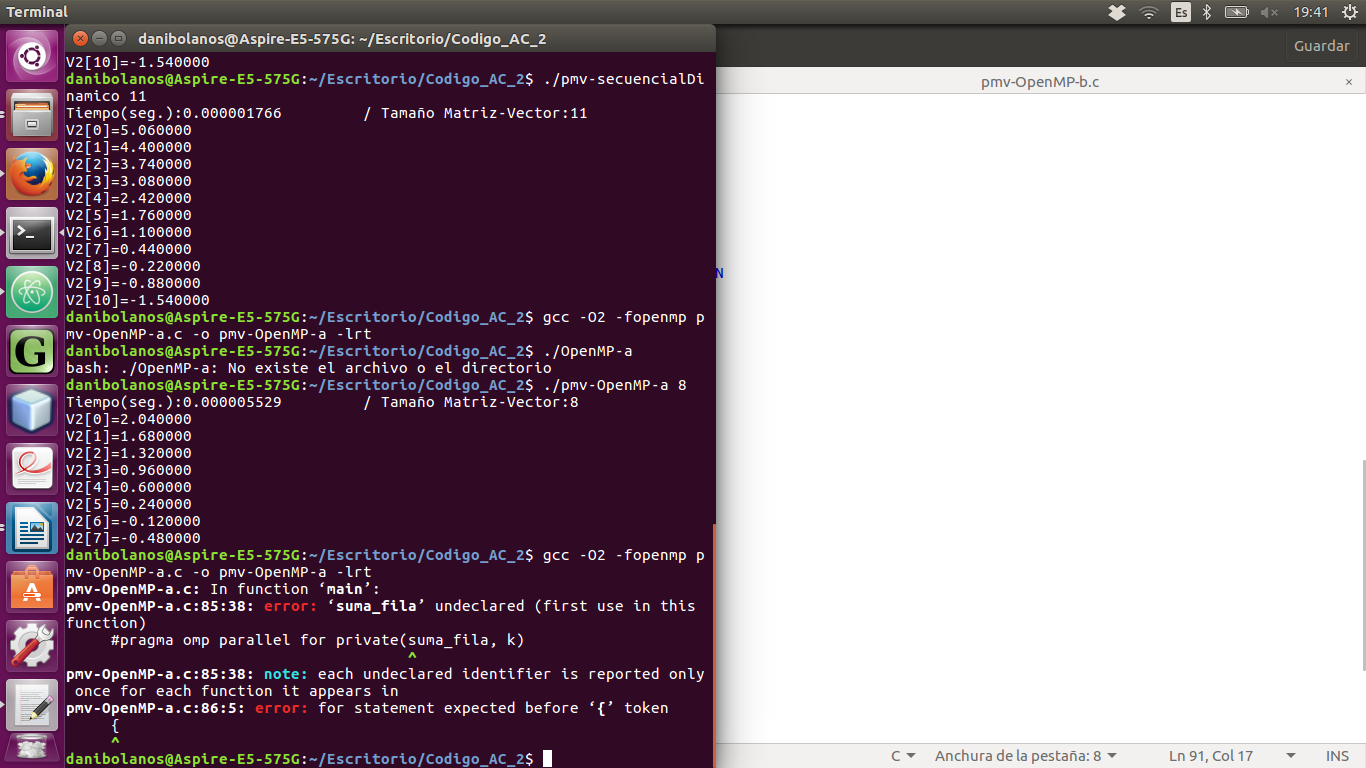 Terminal
Es
19:41
danibolanos@Aspire-E5-575G: ~/Escritorio/Codigo_AC_2
Guardar
pmv-OpenMP-b.c
×
V2[10]=-1.540000
danibolanos@Aspire-E5-575G:~/Escritorio/Codigo_AC_2$ ./pmv-secuencialDi
namico 11
Tiempo(seg.):0.000001766 / Tamaño Matriz-Vector:11
V2[0]=5.060000
V2[1]=4.400000
V2[2]=3.740000
V2[3]=3.080000
V2[4]=2.420000
V2[5]=1.760000
V2[6]=1.100000
V2[7]=0.440000
V2[8]=-0.220000
V2[9]=-0.880000
V2[10]=-1.540000
danibolanos@Aspire-E5-575G:~/Escritorio/Codigo_AC_2$ gcc -O2 -fopenmp p
mv-OpenMP-a.c -o pmv-OpenMP-a -lrt
danibolanos@Aspire-E5-575G:~/Escritorio/Codigo_AC_2$ ./OpenMP-a
bash: ./OpenMP-a: No existe el archivo o el directorio
danibolanos@Aspire-E5-575G:~/Escritorio/Codigo_AC_2$ ./pmv-OpenMP-a 8
Tiempo(seg.):0.000005529 / Tamaño Matriz-Vector:8
V2[0]=2.040000
V2[1]=1.680000
V2[2]=1.320000
V2[3]=0.960000
V2[4]=0.600000
V2[5]=0.240000
V2[6]=-0.120000
V2[7]=-0.480000
danibolanos@Aspire-E5-575G:~/Escritorio/Codigo_AC_2$ gcc -O2 -fopenmp p
mv-OpenMP-a.c -o pmv-OpenMP-a -lrt
pmv-OpenMP-a.c: In function ‘main’:
pmv-OpenMP-a.c:85:38: error: ‘suma_fila’ undeclared (first use in this
function)
#pragma omp parallel for private(suma_fila, k)
^
pmv-OpenMP-a.c:85:38: note: each undeclared identifier is reported only
once for each function it appears in
pmv-OpenMP-a.c:86:5: error: for statement expected before ‘{’ token
{
^
danibolanos@Aspire-E5-575G:~/Escritorio/Codigo_AC_2$
N
C
Anchura de la pestaña: 8
Ln 91, Col 17
INS